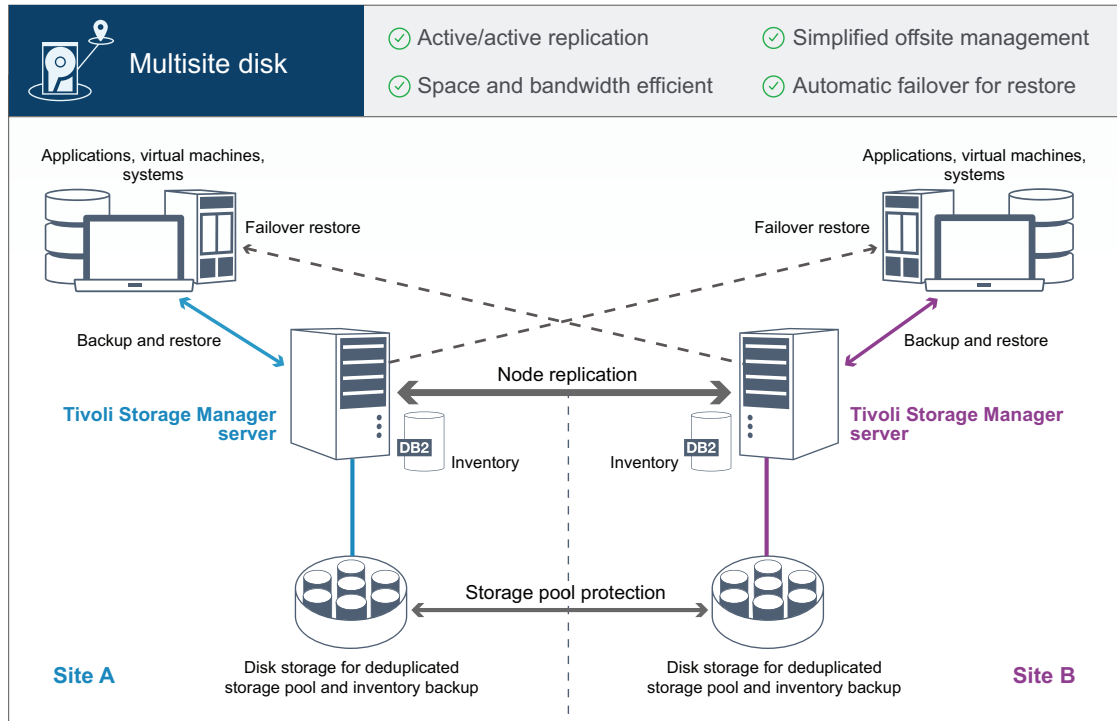 Multisite disk
Active/active replication
Simplified offsite management
Space and bandwidth efficient
Automatic failover for restore
Applications, virtual machines,
systems
Applications, virtual machines,
systems
Failover restore
Failover restore
Backup and restore
Backup and restore
Node replication
Tivoli Storage Manager
server
Tivoli Storage Manager
server
DB2
Inventory
DB2
Inventory
Storage pool protection
Site A
Disk storage for deduplicated
storage pool and inventory backup
Disk storage for deduplicated
storage pool and inventory backup
Site B